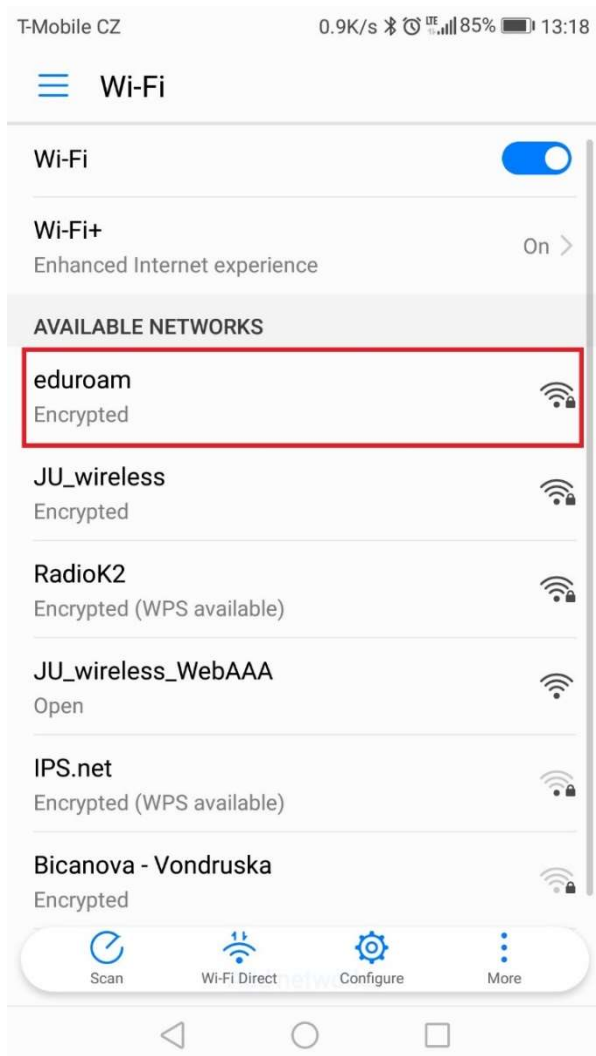 T-Mobile CZ 0.9K/s LTE 85% 13:18
Wi-Fi
Wi-Fi
Wi-Fi+
Enhanced Internet experience
On
AVAILABLE NETWORKS
eduroam
Encrypted
JU_wireless
Encrypted
RadioK2
Encrypted (WPS available)
JU_wireless_WebAAA
Open
IPS.net
Encrypted (WPS available)
Bicanova - Vondruska
Encrypted
Scan Wi-Fi Direct Configure More